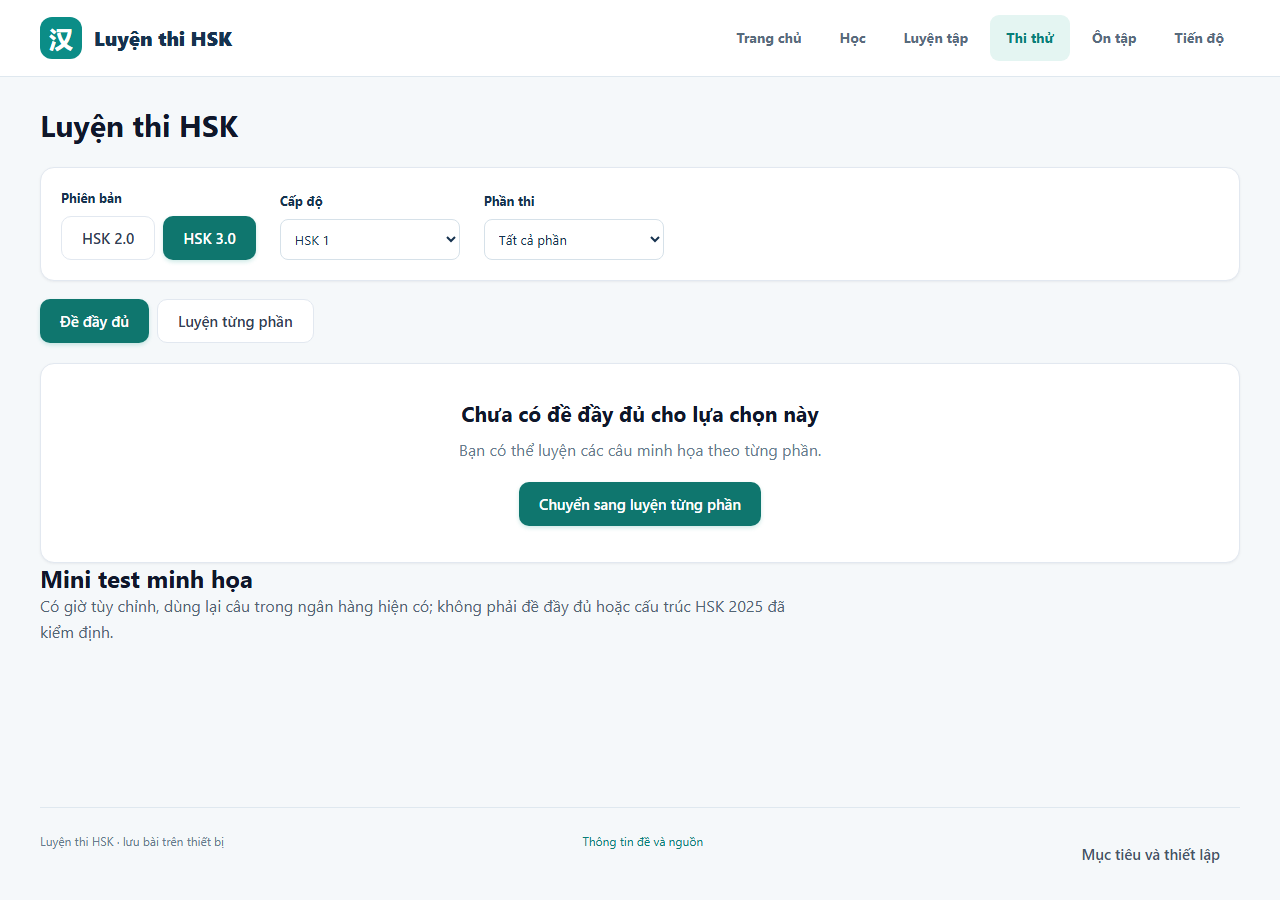 汉 Luyện thi HSK
Trang chủ Học Luyện tập Thi thử Ôn tập Tiến độ
Luyện thi HSK
Phiên bản Cấp độ Phần thi
HSK 2.0 HSK 3.0 HSK 1 Tất cả phần
Đề đầy đủ Luyện từng phần
Chưa có đề đầy đủ cho lựa chọn này
Bạn có thể luyện các câu minh họa theo từng phần.
Chuyển sang luyện từng phần
Mini test minh họa
Có giờ tùy chỉnh, dùng lại câu trong ngân hàng hiện có; không phải đề đầy đủ hoặc cấu trúc HSK 2025 đã
kiểm định.
Luyện thi HSK · lưu bài trên thiết bị Thông tin đề và nguồn
Mục tiêu và thiết lập